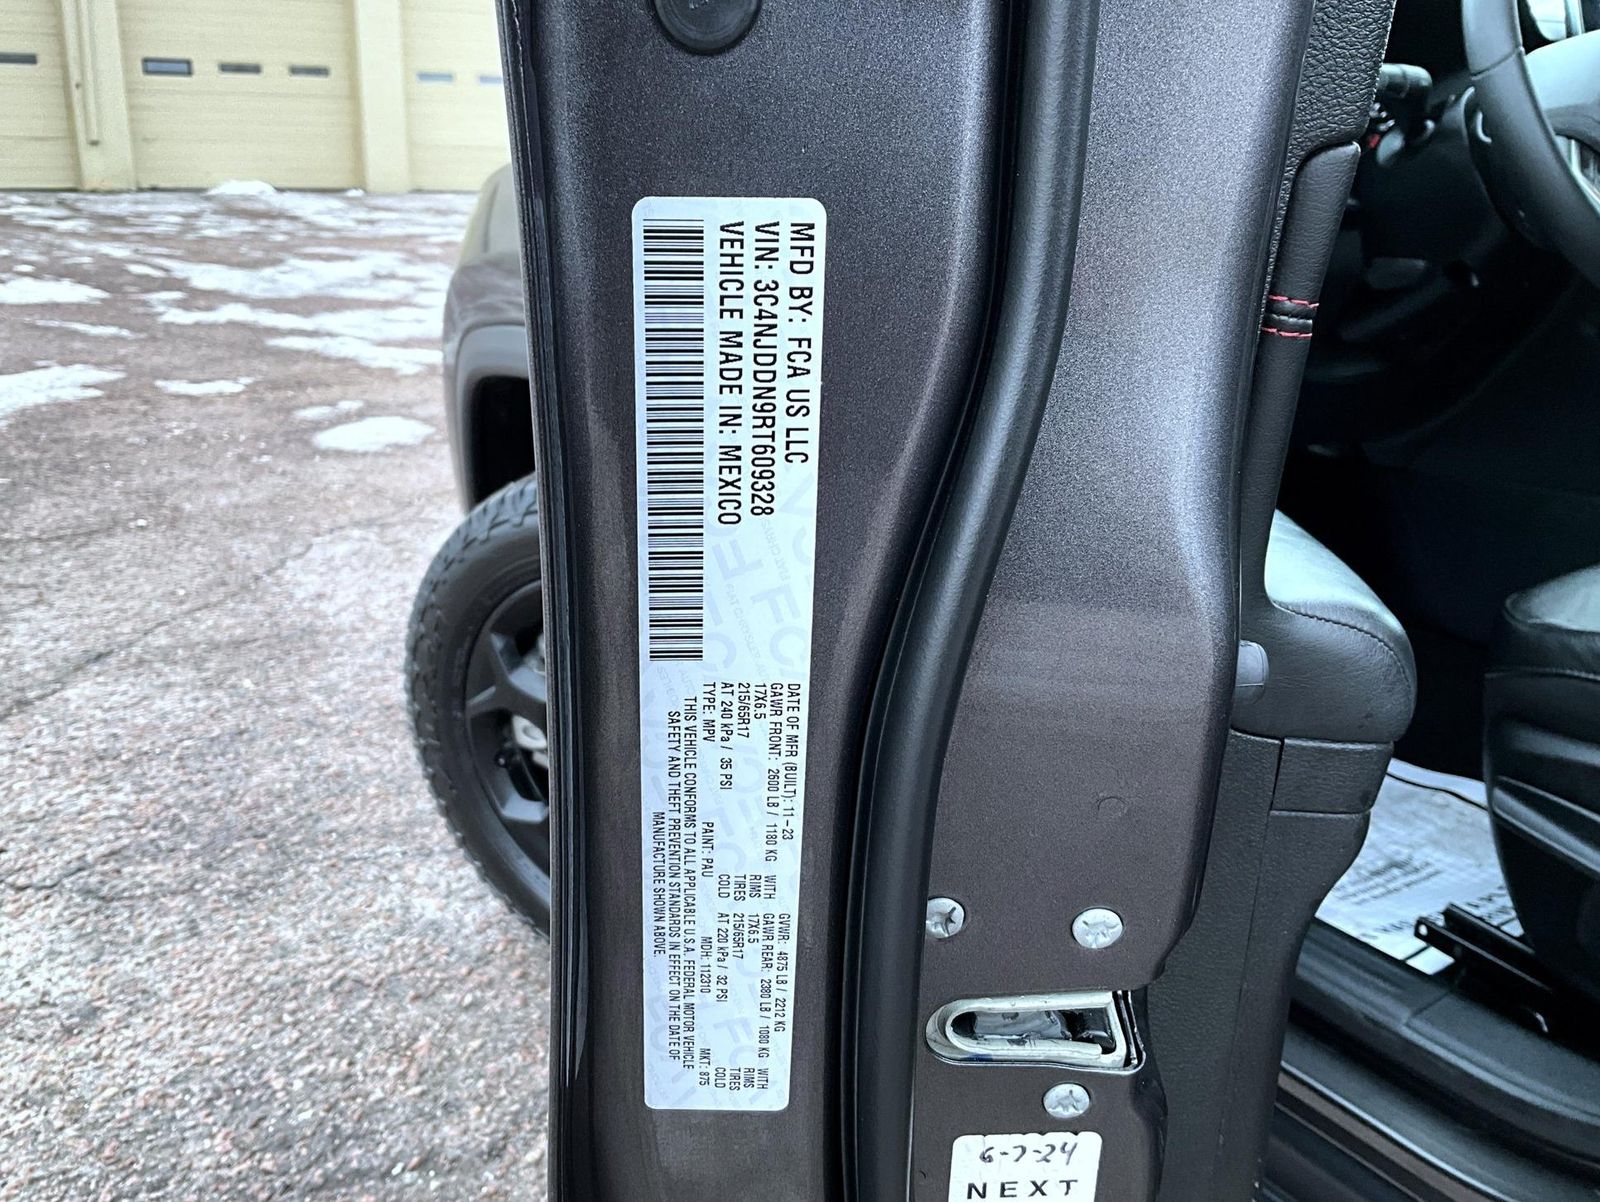 MFD BY: FCA US LLC
VIN: 3C4NJDDN9RT609328
VEHICLE MADE IN: MEXICO
DATE OF MFR (BUILT): 11-23 GVWR: 4875 LB / 2212 KG
GAWR FRONT: 2600 LB / 1180 KG WITH GAWR REAR: 2380 LB / 1080 KG WITH
17X6.5 RIMS 17X6.5 RIMS
215/65R17 TIRES 215/65R17 TIRES
AT 240 kPa / 35 PSI COLD AT 220 kPa / 32 PSI COLD
TYPE: MPV PAINT: PAU MDH: 112310 MKT: 875
THIS VEHICLE CONFORMS TO ALL APPLICABLE U.S.A. FEDERAL MOTOR VEHICLE
SAFETY AND THEFT PREVENTION STANDARDS IN EFFECT ON THE DATE OF
MANUFACTURE SHOWN ABOVE.
6-7-24
NEXT